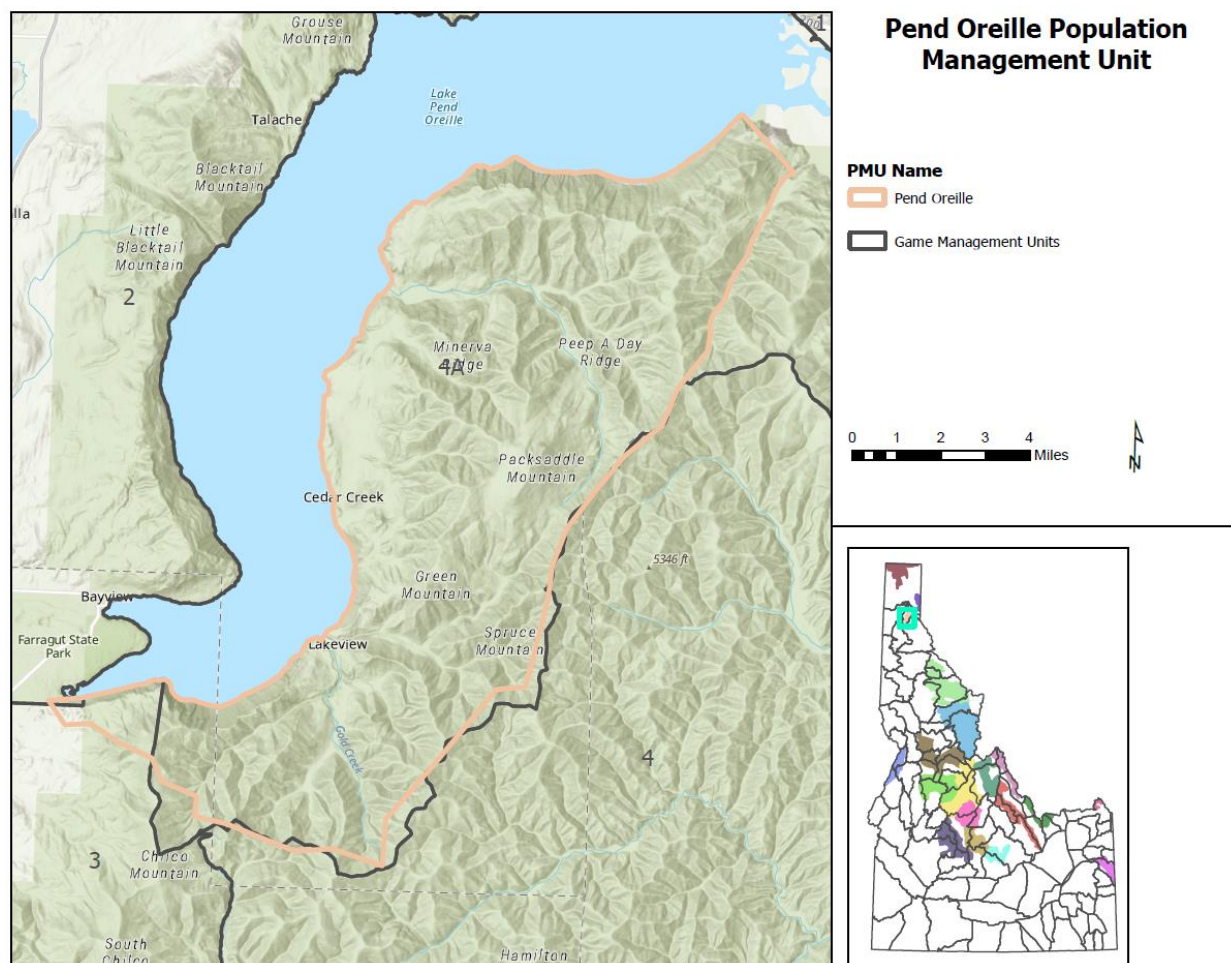 Pend Oreille Population
Management Unit
PMU Name
Pend Oreille
Game Management Units
0 1 2 3 4
Miles
N
Grouse
Mountain
1
Lake
Pend
Oreille
Talache
Blacktail
Mountain
lla
Little
Blacktail
Mountain
2
Minerva
Ridge
4A
Peep A Day
Ridge
Packsaddle
Mountain
Cedar Creek
5346 ft
Green
Mountain
Bayview
Farragut State
Park
Lakeview
Spruce
Mountain
Gold Creek
4
3
Chilco
Mountain
South
Chilco
Hamilton